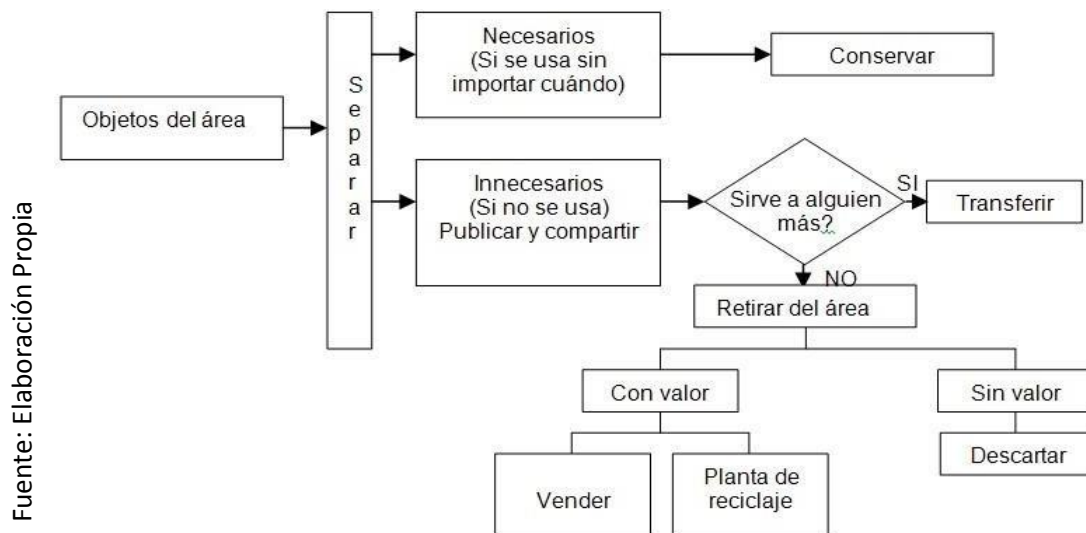 Necesarios
(Si se usa sin
importar cuándo)
Conservar
Objetos del área
Separar
Innecesarios
(Si no se usa)
Publicar y compartir
Sirve a alguien
más?
SI
Transferir
NO
Retirar del área
Con valor
Sin valor
Vender
Planta de
reciclaje
Descartar
Fuente: Elaboración Propia